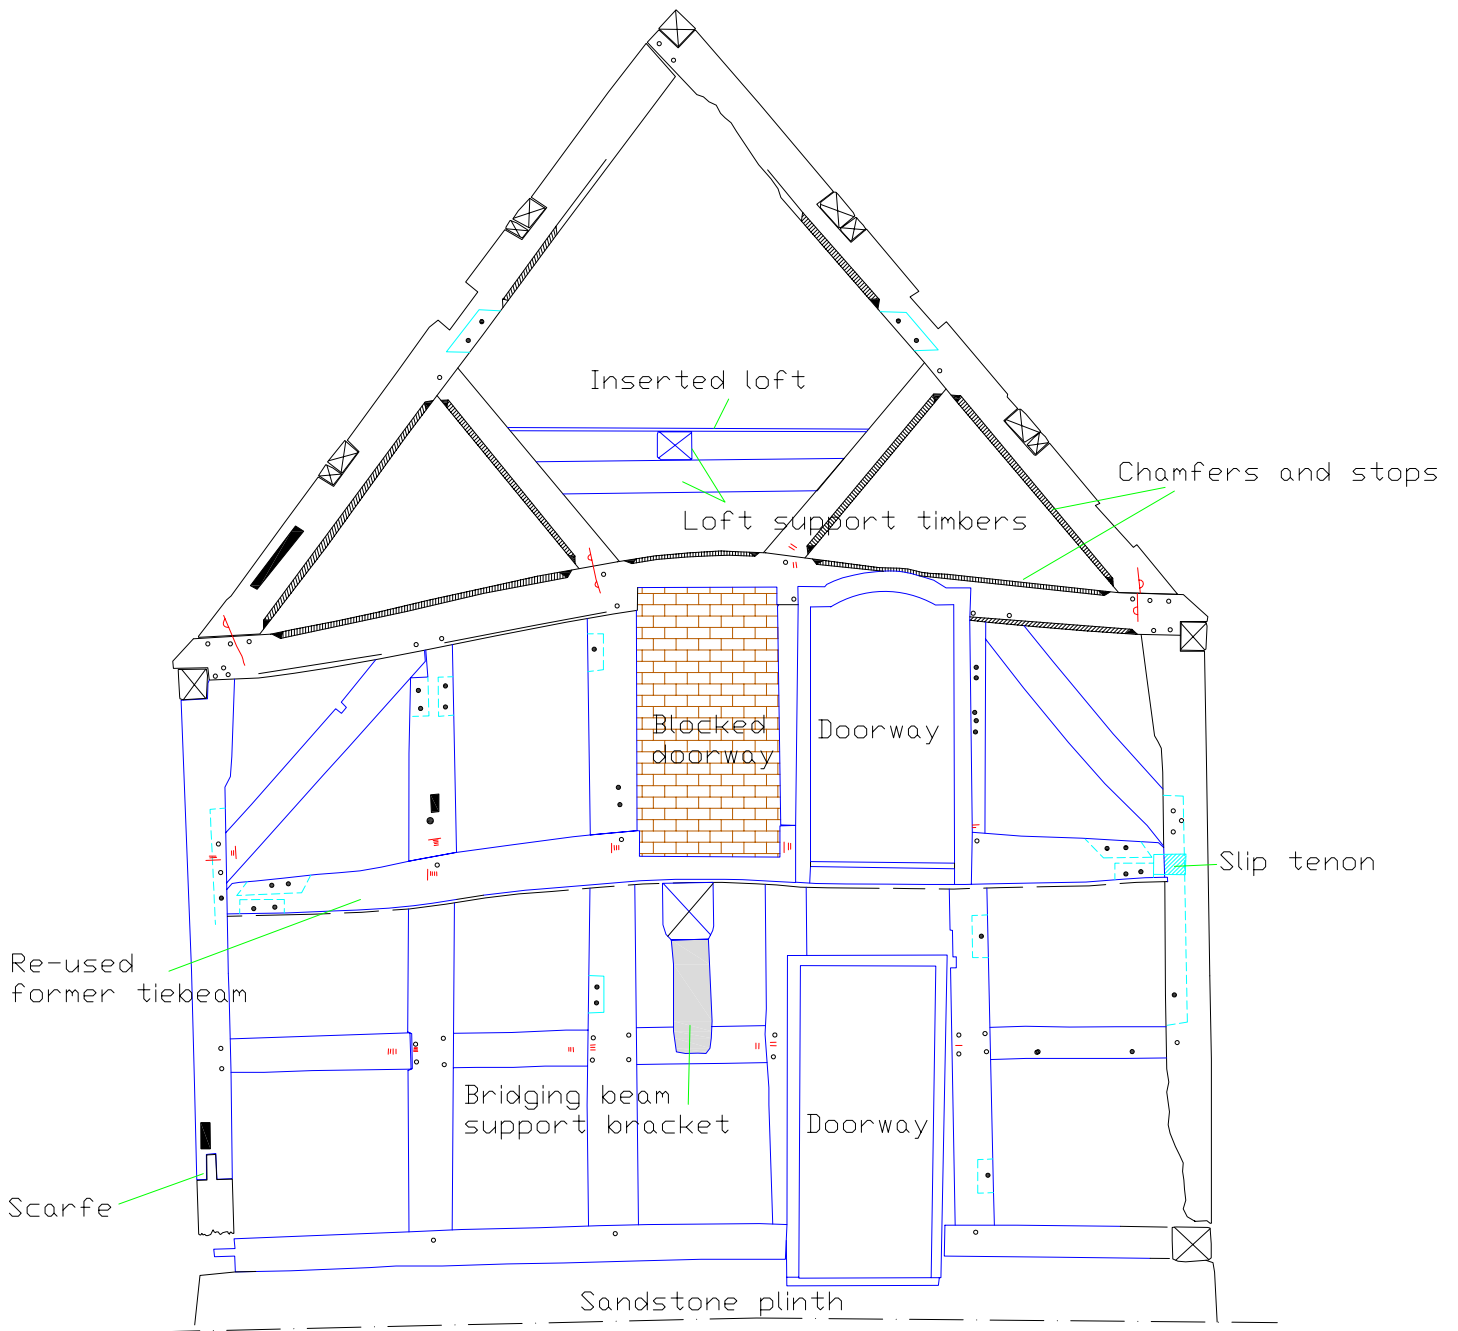 Inserted loft
Chamfers and stops
Loft support timbers
Blocked
doorway
Doorway
Slip tenon
Re-used
former tiebeam
Bridging beam
support bracket
Doorway
Scarfe
Sandstone plinth